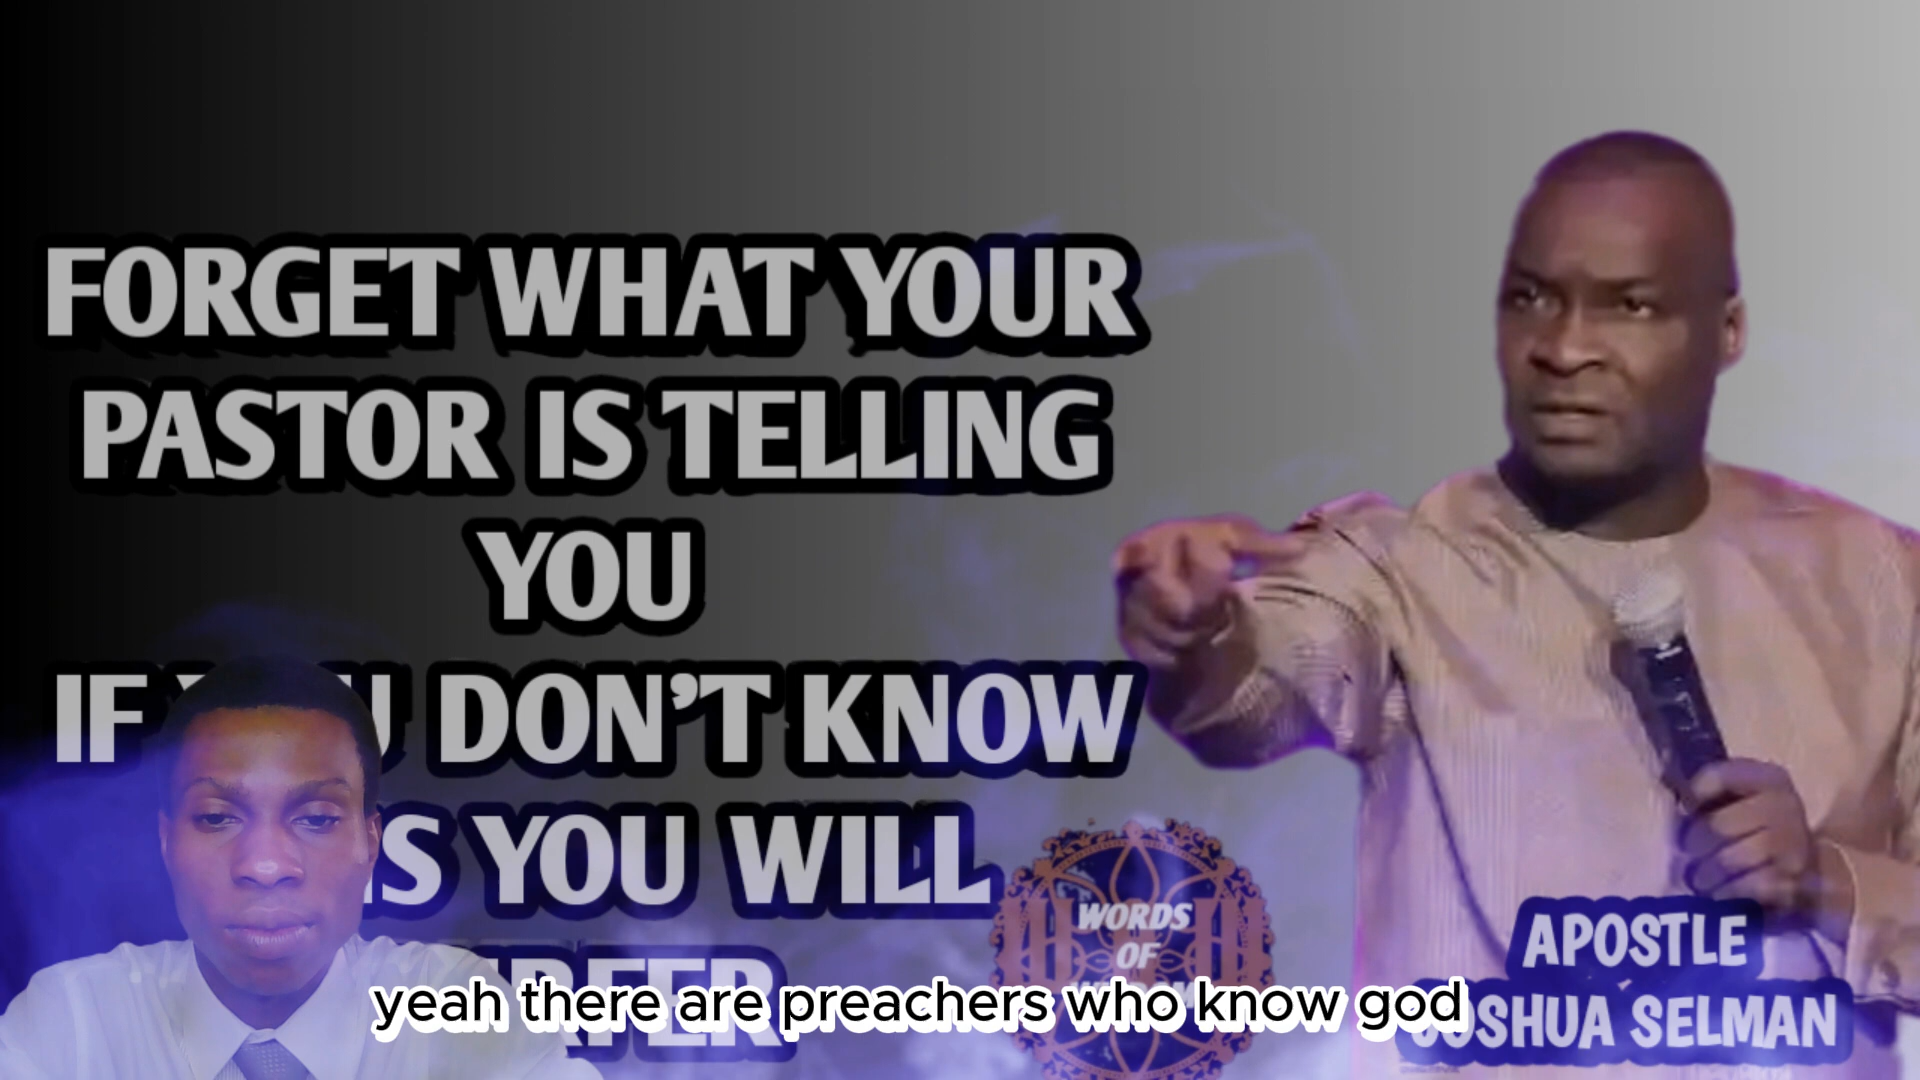 FORGET WHAT YOUR
PASTOR IS TELLING
YOU
IF DON'T KNOW
YOU WILL
WORDS
OF
APOSTLE
JOSHUA SELMAN
yeah there are preachers who know god